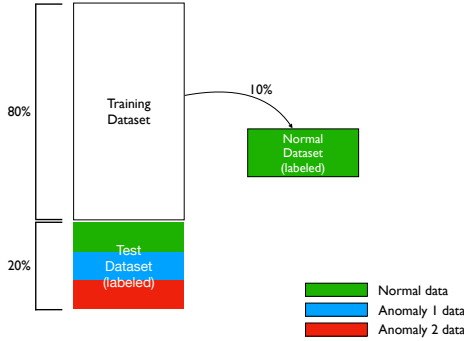 80%
Training
Dataset
10%
Normal
Dataset
(labeled)
20%
Test
Dataset
(labeled)
Normal data
Anomaly 1 data
Anomaly 2 data